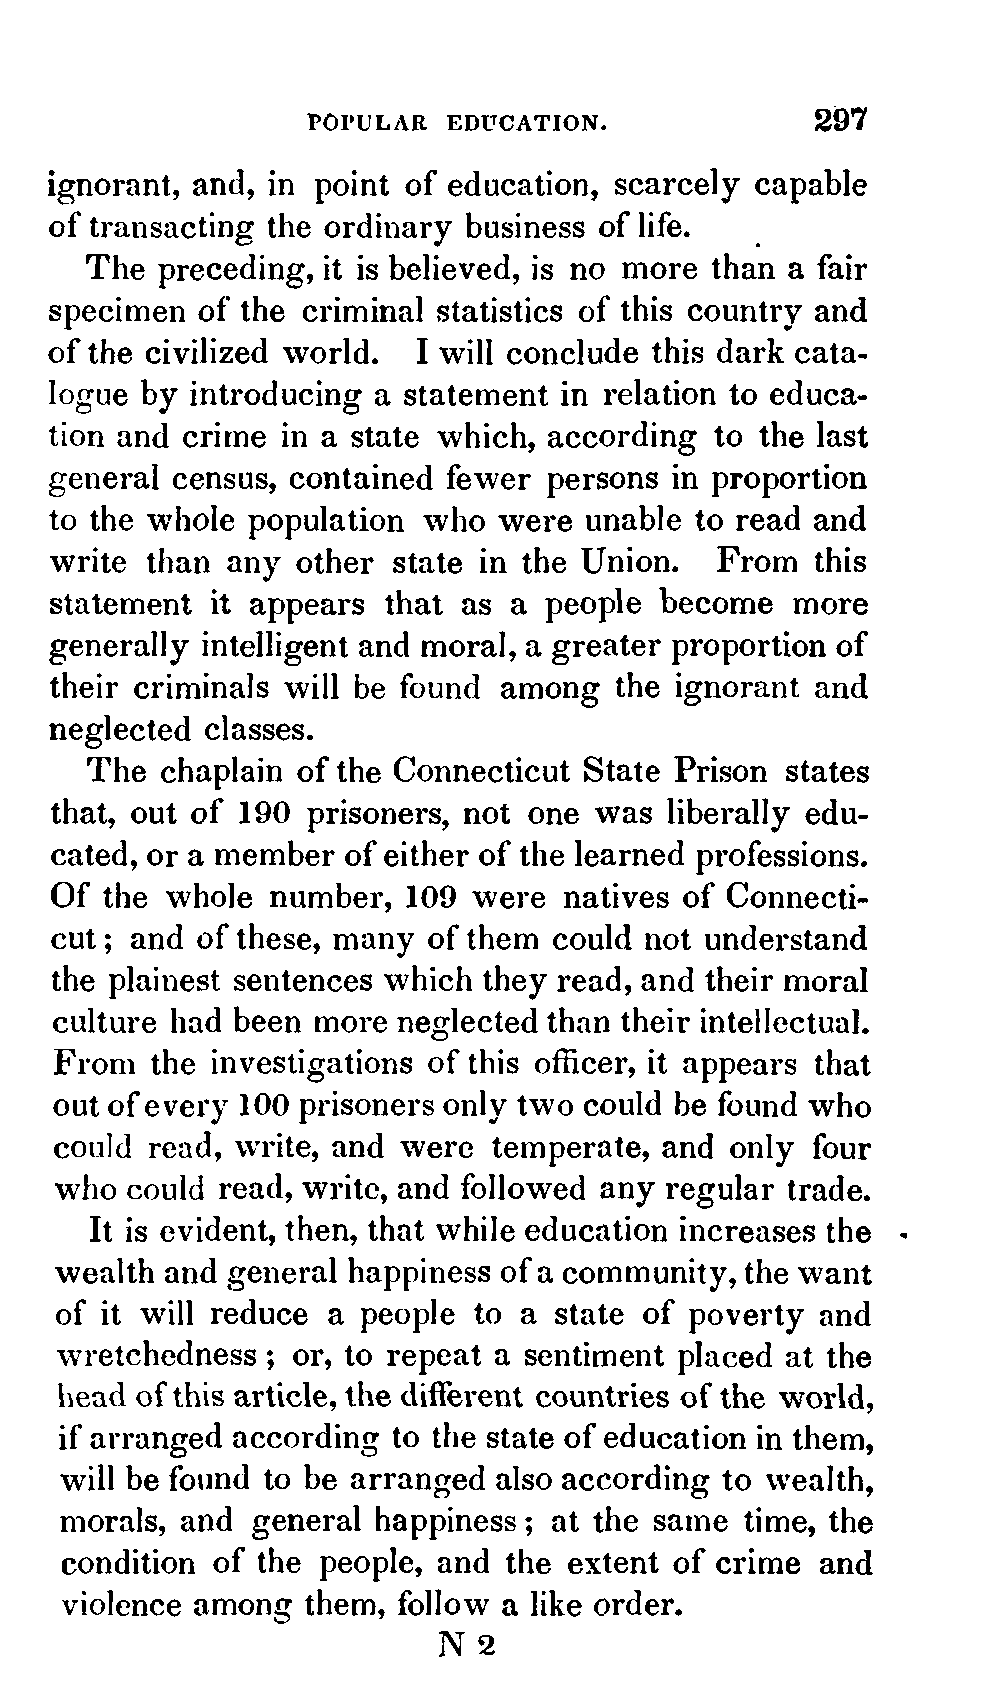 POPULAR EDUCATION. 297
ignorant, and, in point of education, scarcely capable
of transacting the ordinary business of life.
The preceding, it is believed, is no more than a fair
specimen of the criminal statistics of this country and
of the civilized world. I will conclude this dark cata-
logue by introducing a statement in relation to educa-
tion and crime in a state which, according to the last
general census, contained fewer persons in proportion
to the whole population who were unable to read and
write than any other state in the Union. From this
statement it appears that as a people become more
generally intelligent and moral, a greater proportion of
their criminals will be found among the ignorant and
neglected classes.
The chaplain of the Connecticut State Prison states
that, out of 190 prisoners, not one was liberally edu-
cated, or a member of either of the learned professions.
Of the whole number, 109 were natives of Connecti-
cut; and of these, many of them could not understand
the plainest sentences which they read, and their moral
culture had been more neglected than their intellectual.
From the investigations of this officer, it appears that
out of every 100 prisoners only two could be found who
could read, write, and were temperate, and only four
who could read, write, and followed any regular trade.
It is evident, then, that while education increases the
wealth and general happiness of a community, the want
of it will reduce a people to a state of poverty and
wretchedness; or, to repeat a sentiment placed at the
head of this article, the different countries of the world,
if arranged according to the state of education in them,
will be found to be arranged also according to wealth,
morals, and general happiness; at the same time, the
condition of the people, and the extent of crime and
violence among them, follow a like order.
N 2